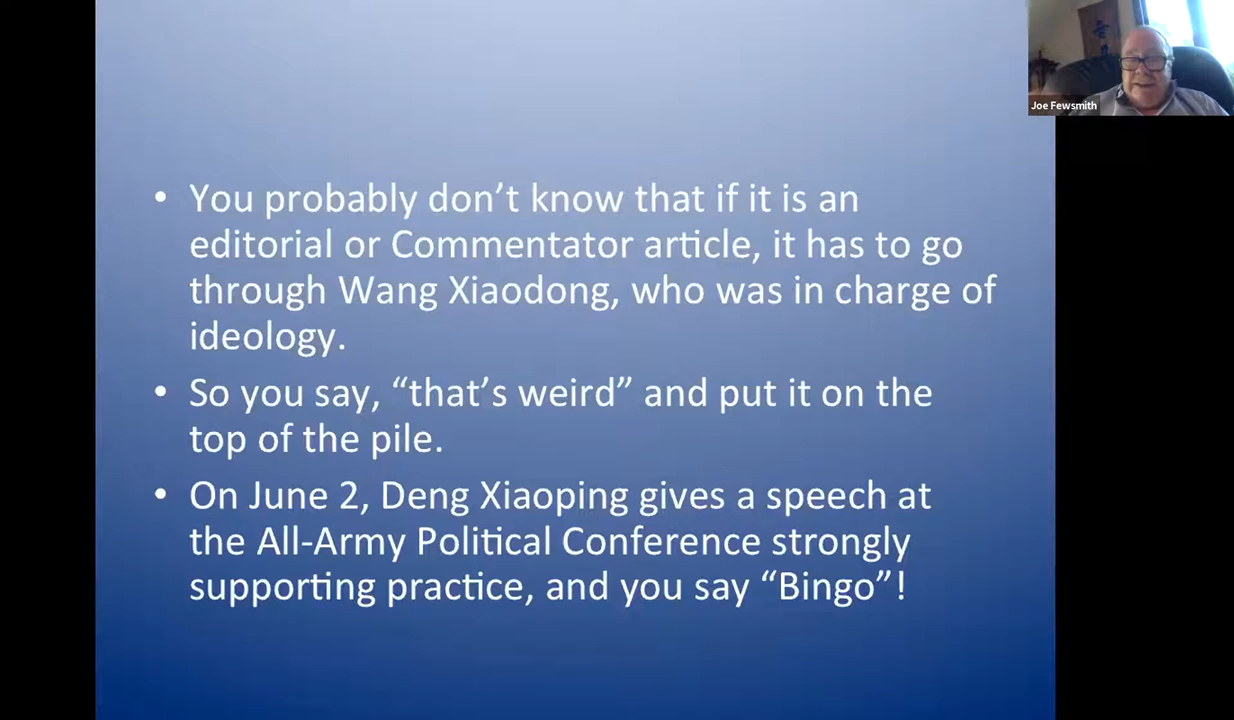 Joe Fewsmith
• You probably don’t know that if it is an
editorial or Commentator article, it has to go
through Wang Xiaodong, who was in charge of
ideology.
• So you say, “that’s weird” and put it on the
top of the pile.
• On June 2, Deng Xiaoping gives a speech at
the All-Army Political Conference strongly
supporting practice, and you say “Bingo”!